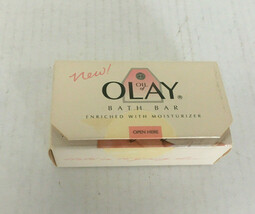 New!
OIL
of
OLAY
BATH BAR
ENRICHED WITH MOISTURIZER
OPEN HERE